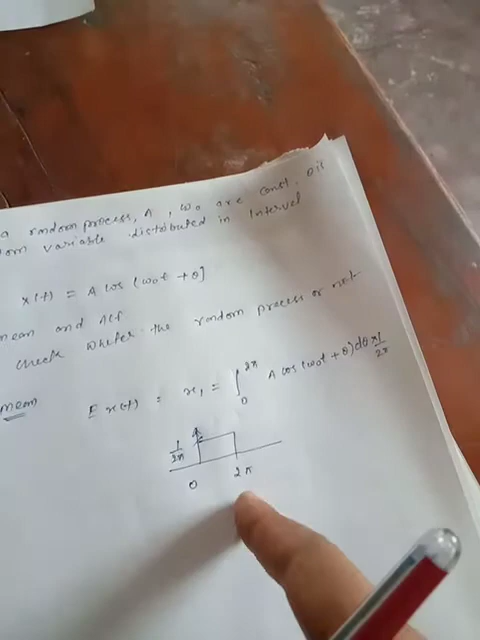 a random process, A, ω₀ are const. θ is
om variable distributed in Interval
x(t) = A cos (ω₀t + θ]
mean and ACF
check whether the random process or not
mean E x(t) = x₁ = ∫₀^2π A cos (ω₀t + θ) dθ × 1/2π
1/2π
0 2π